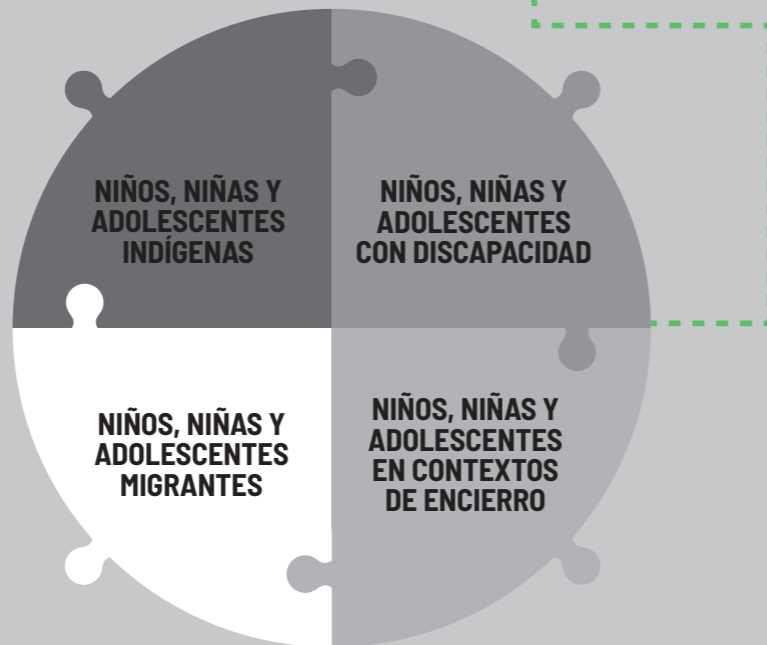 NIÑOS, NIÑAS Y
ADOLESCENTES
INDÍGENAS
NIÑOS, NIÑAS Y
ADOLESCENTES
CON DISCAPACIDAD
NIÑOS, NIÑAS Y
ADOLESCENTES
MIGRANTES
NIÑOS, NIÑAS Y
ADOLESCENTES
EN CONTEXTOS
DE ENCIERRO